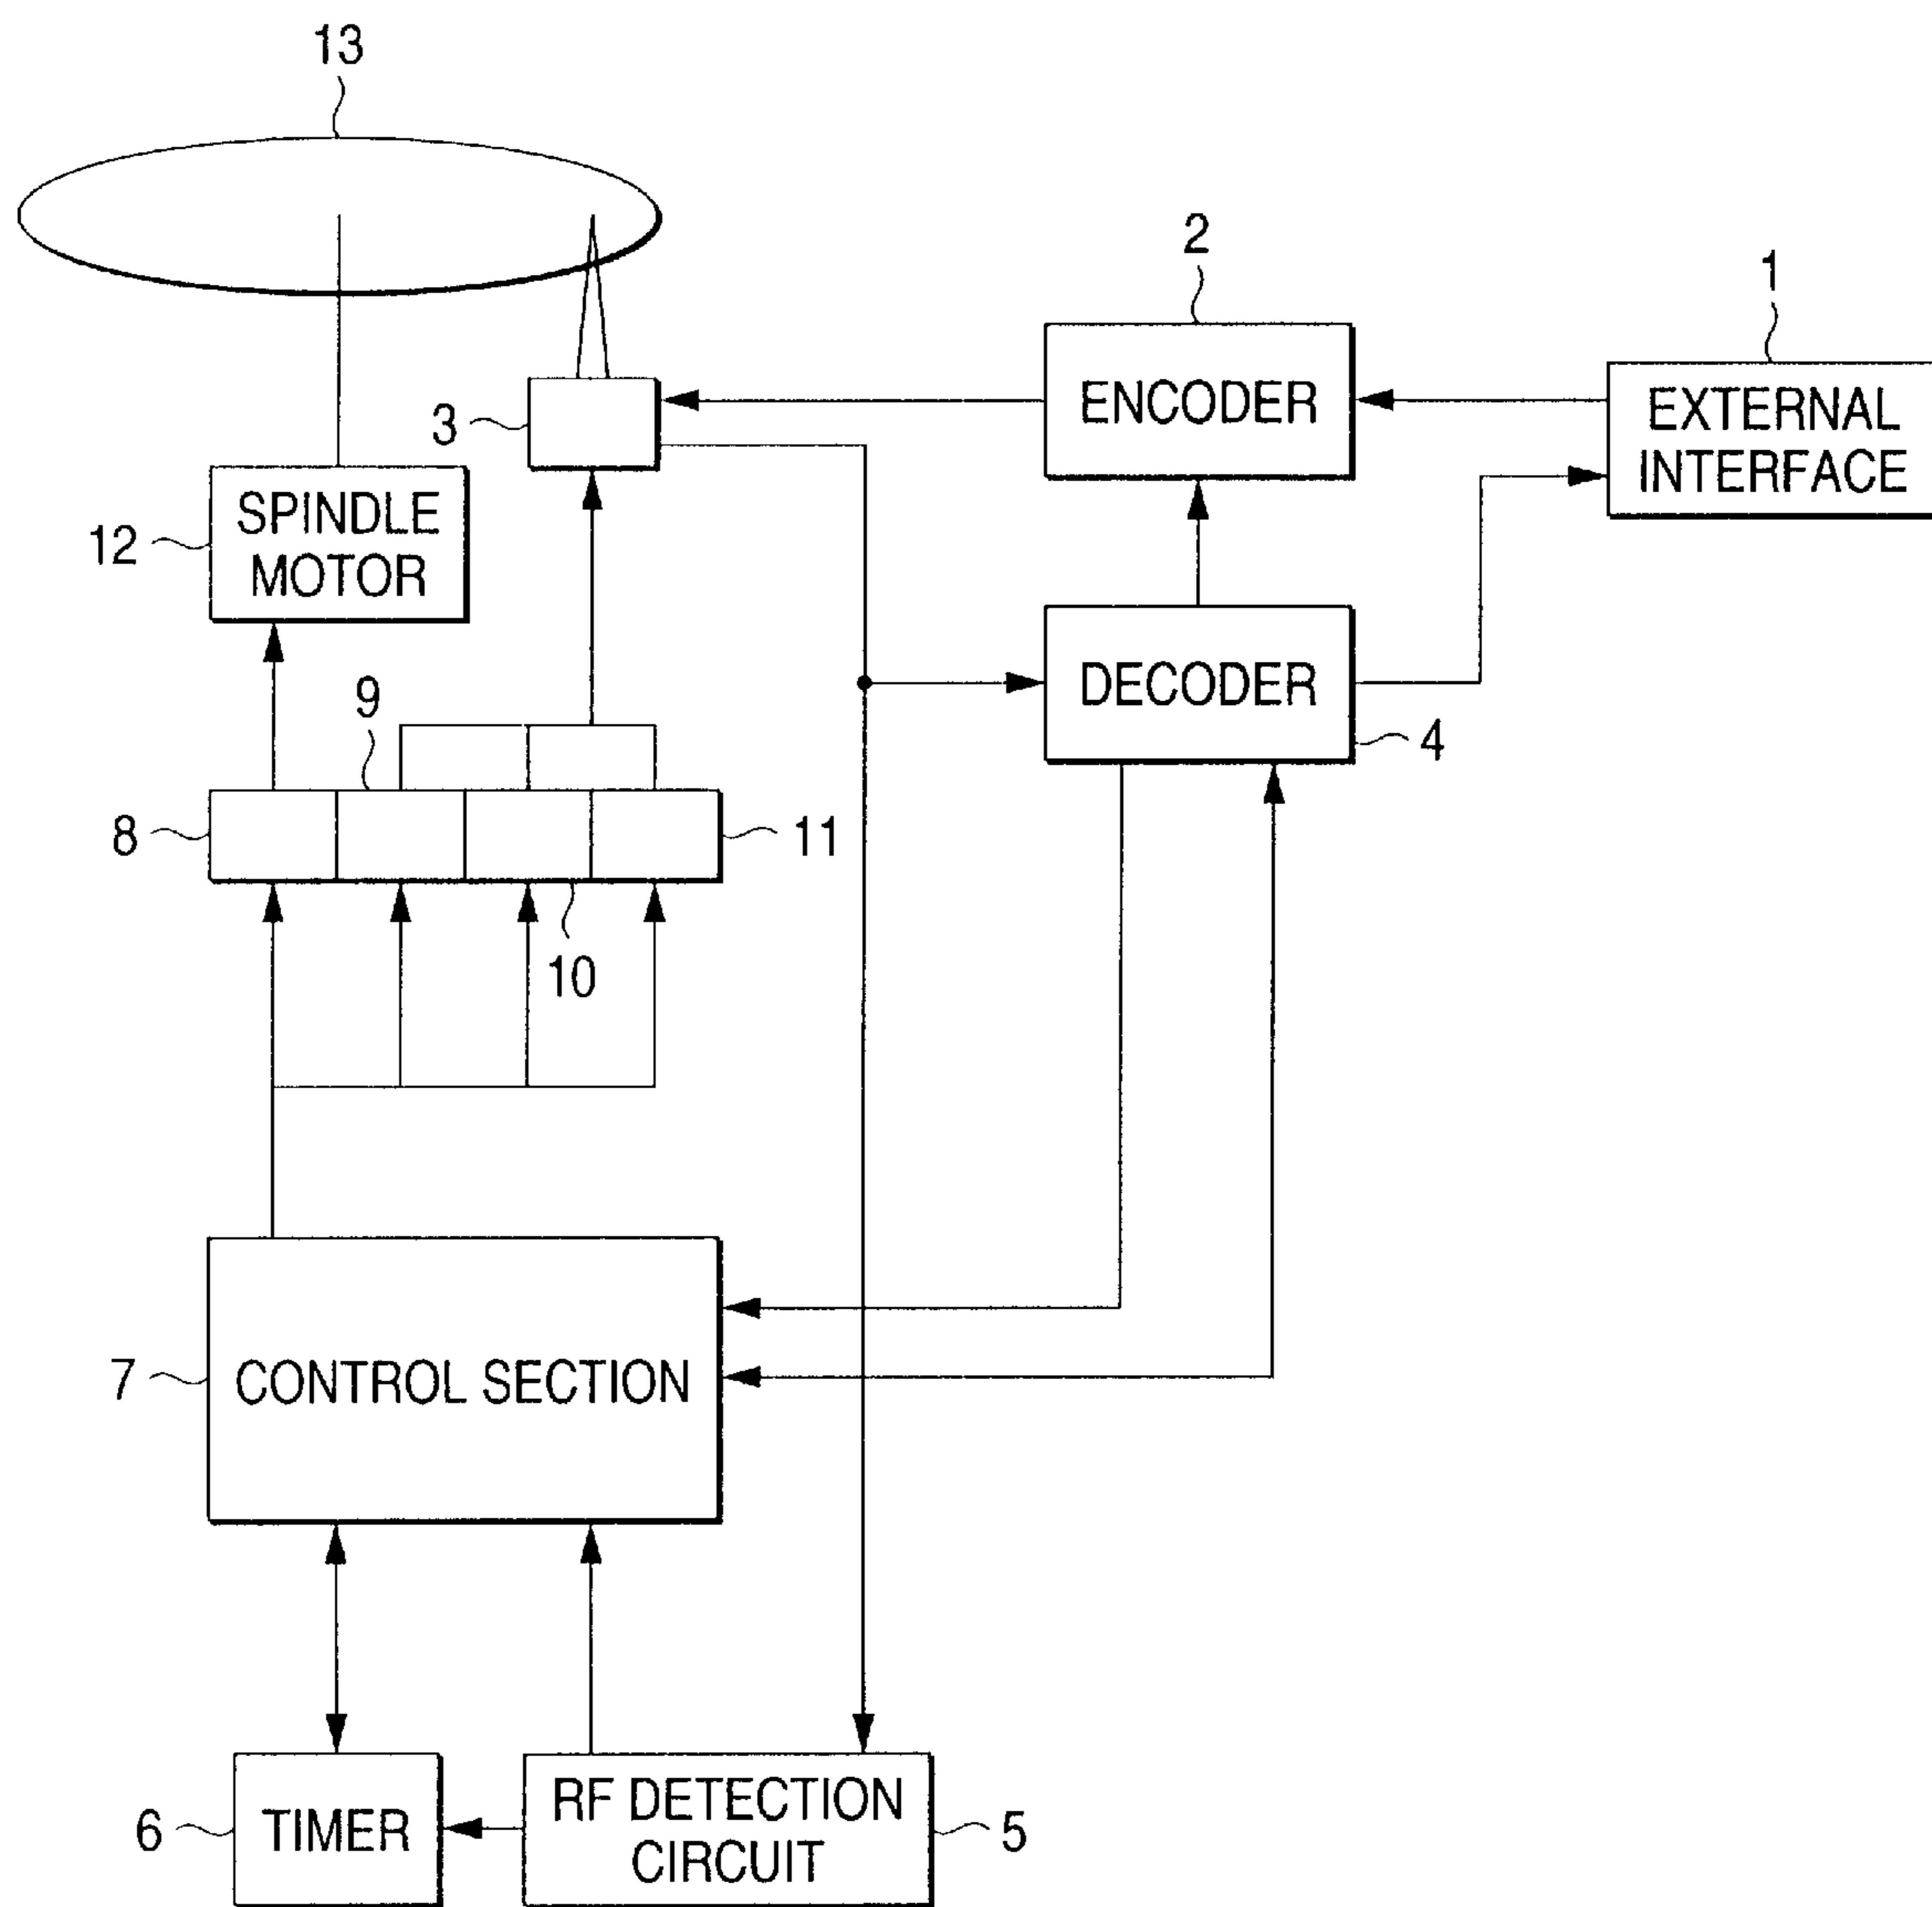 13
2
1
ENCODER
EXTERNAL
INTERFACE
3
SPINDLE
MOTOR
12
9
DECODER
4
8
11
10
7
CONTROL SECTION
6
TIMER
RF DETECTION
CIRCUIT
5